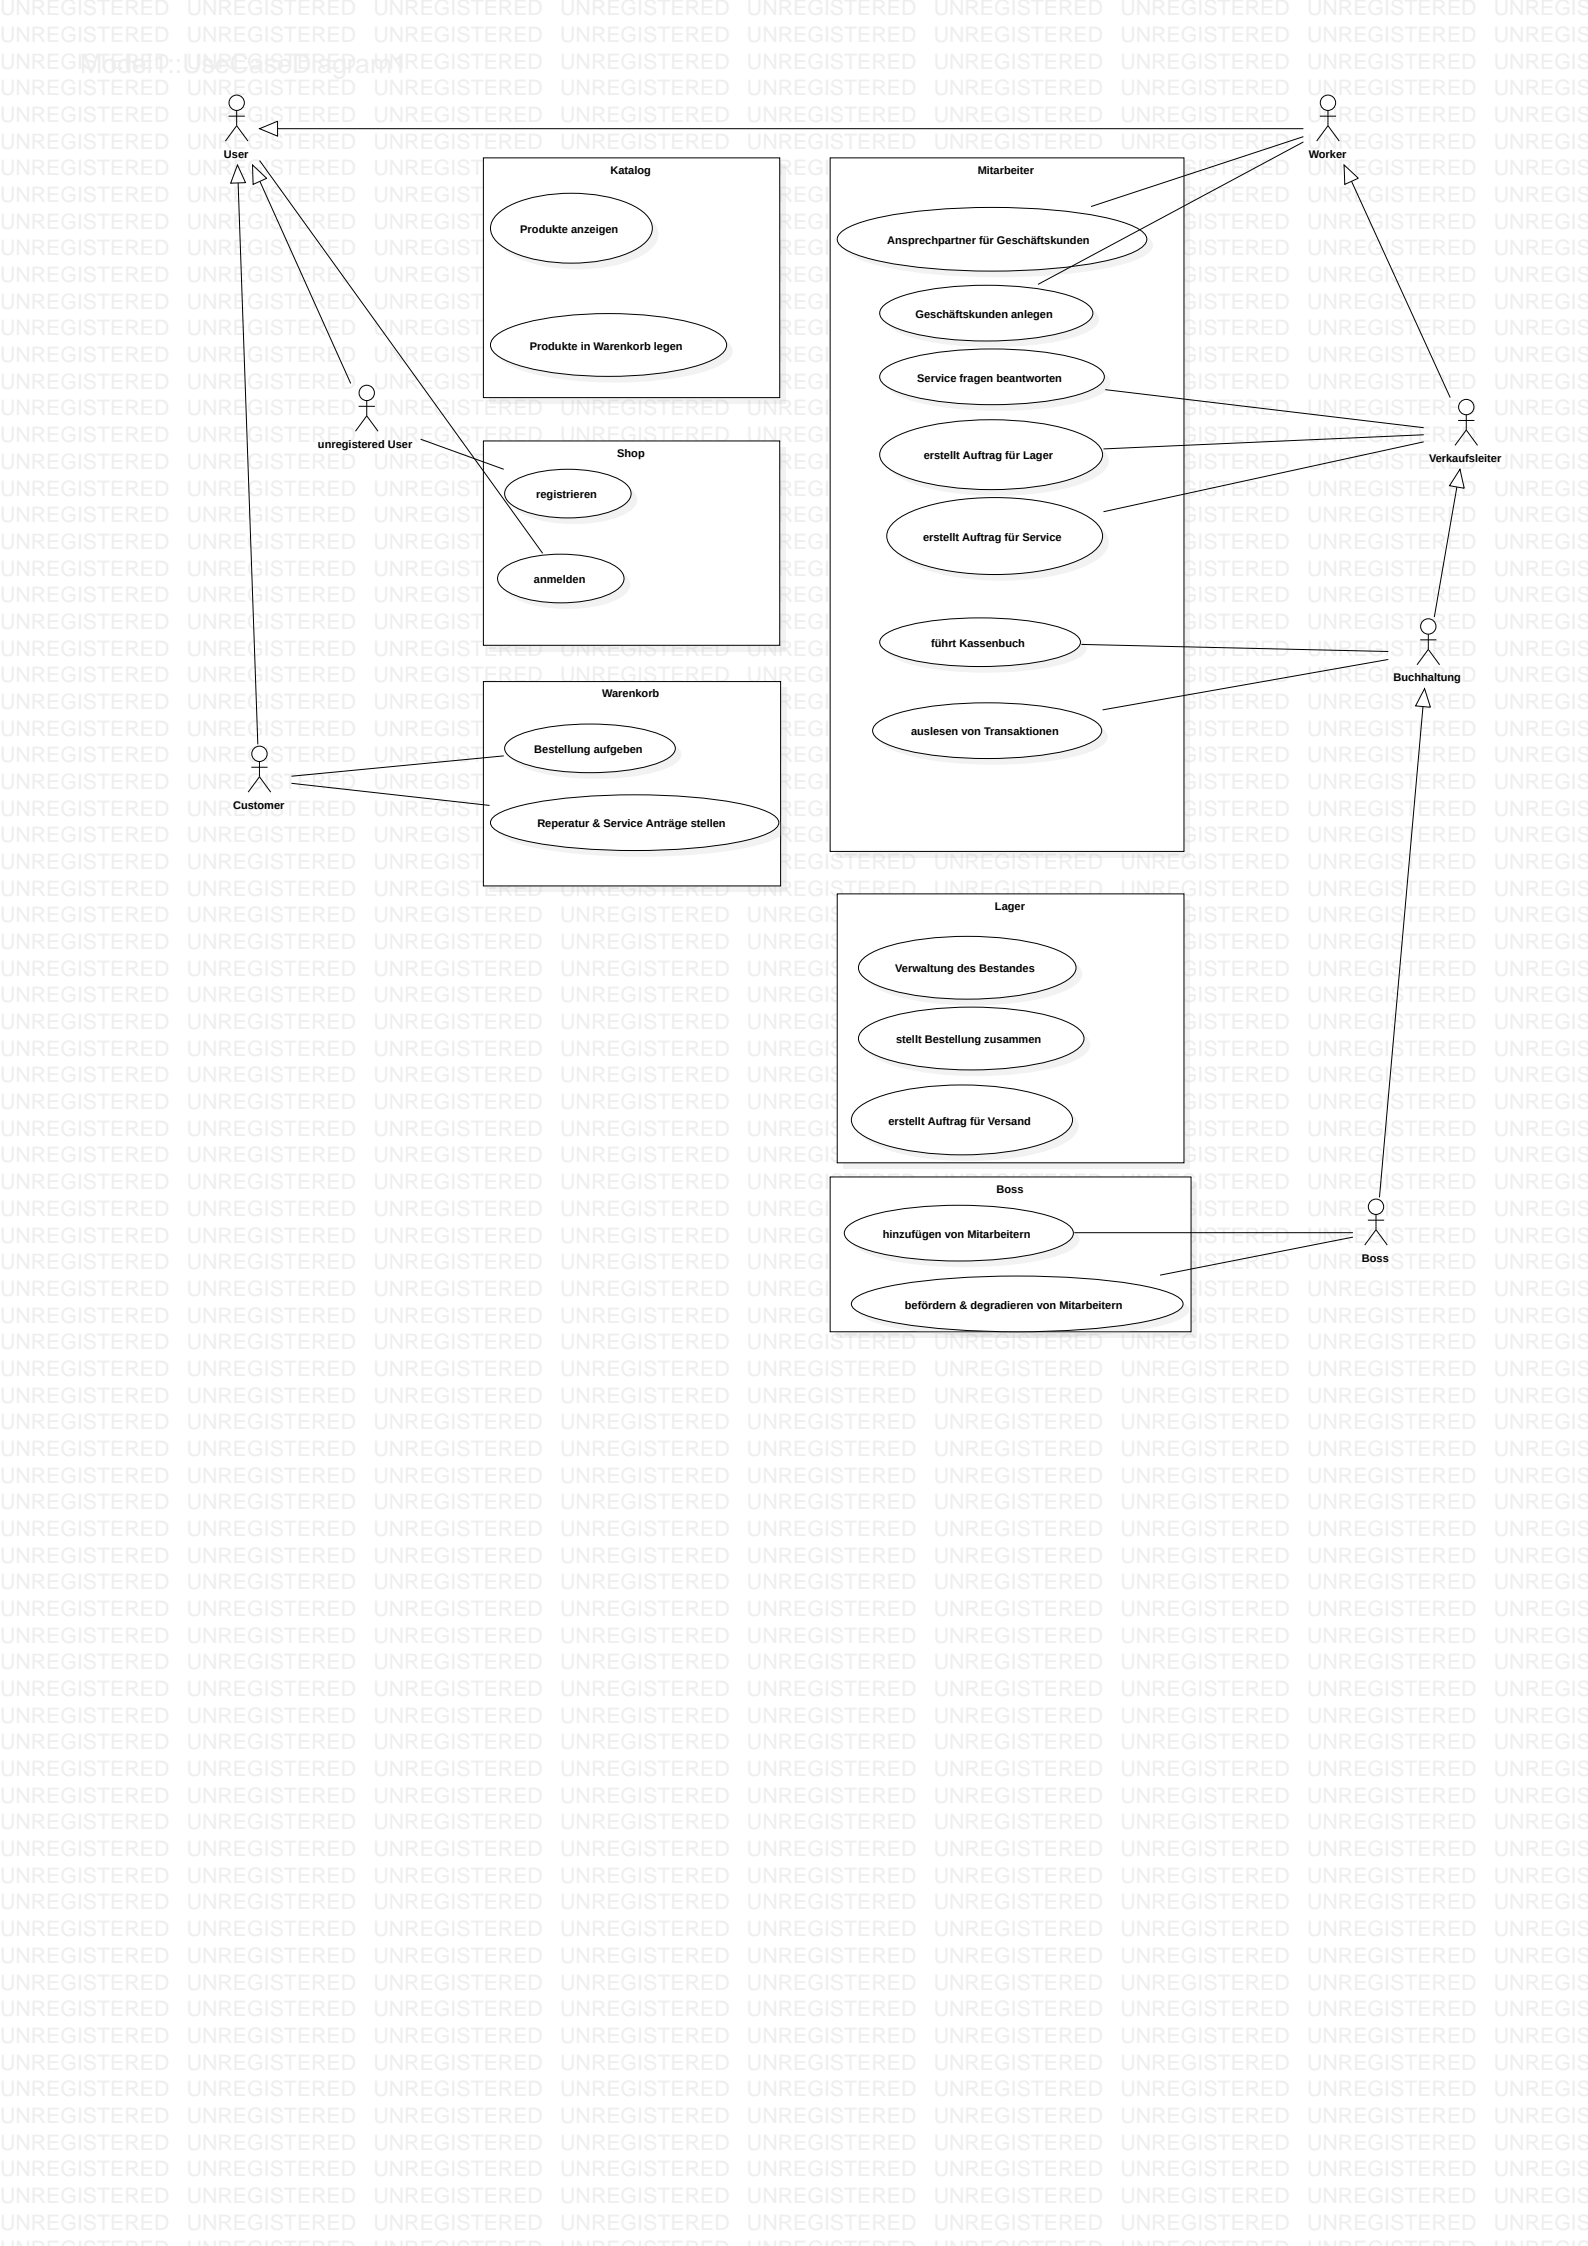 Model1::UseCaseDiagram1
User
Worker
Katalog
Mitarbeiter
Produkte anzeigen
Ansprechpartner für Geschäftskunden
Geschäftskunden anlegen
Produkte in Warenkorb legen
Service fragen beantworten
unregistered User
Verkaufsleiter
Shop
erstellt Auftrag für Lager
registrieren
erstellt Auftrag für Service
anmelden
führt Kassenbuch
Buchhaltung
Warenkorb
auslesen von Transaktionen
Bestellung aufgeben
Customer
Reperatur & Service Anträge stellen
Lager
Verwaltung des Bestandes
stellt Bestellung zusammen
erstellt Auftrag für Versand
Boss
hinzufügen von Mitarbeitern
Boss
befördern & degradieren von Mitarbeitern
UNREGISTERED